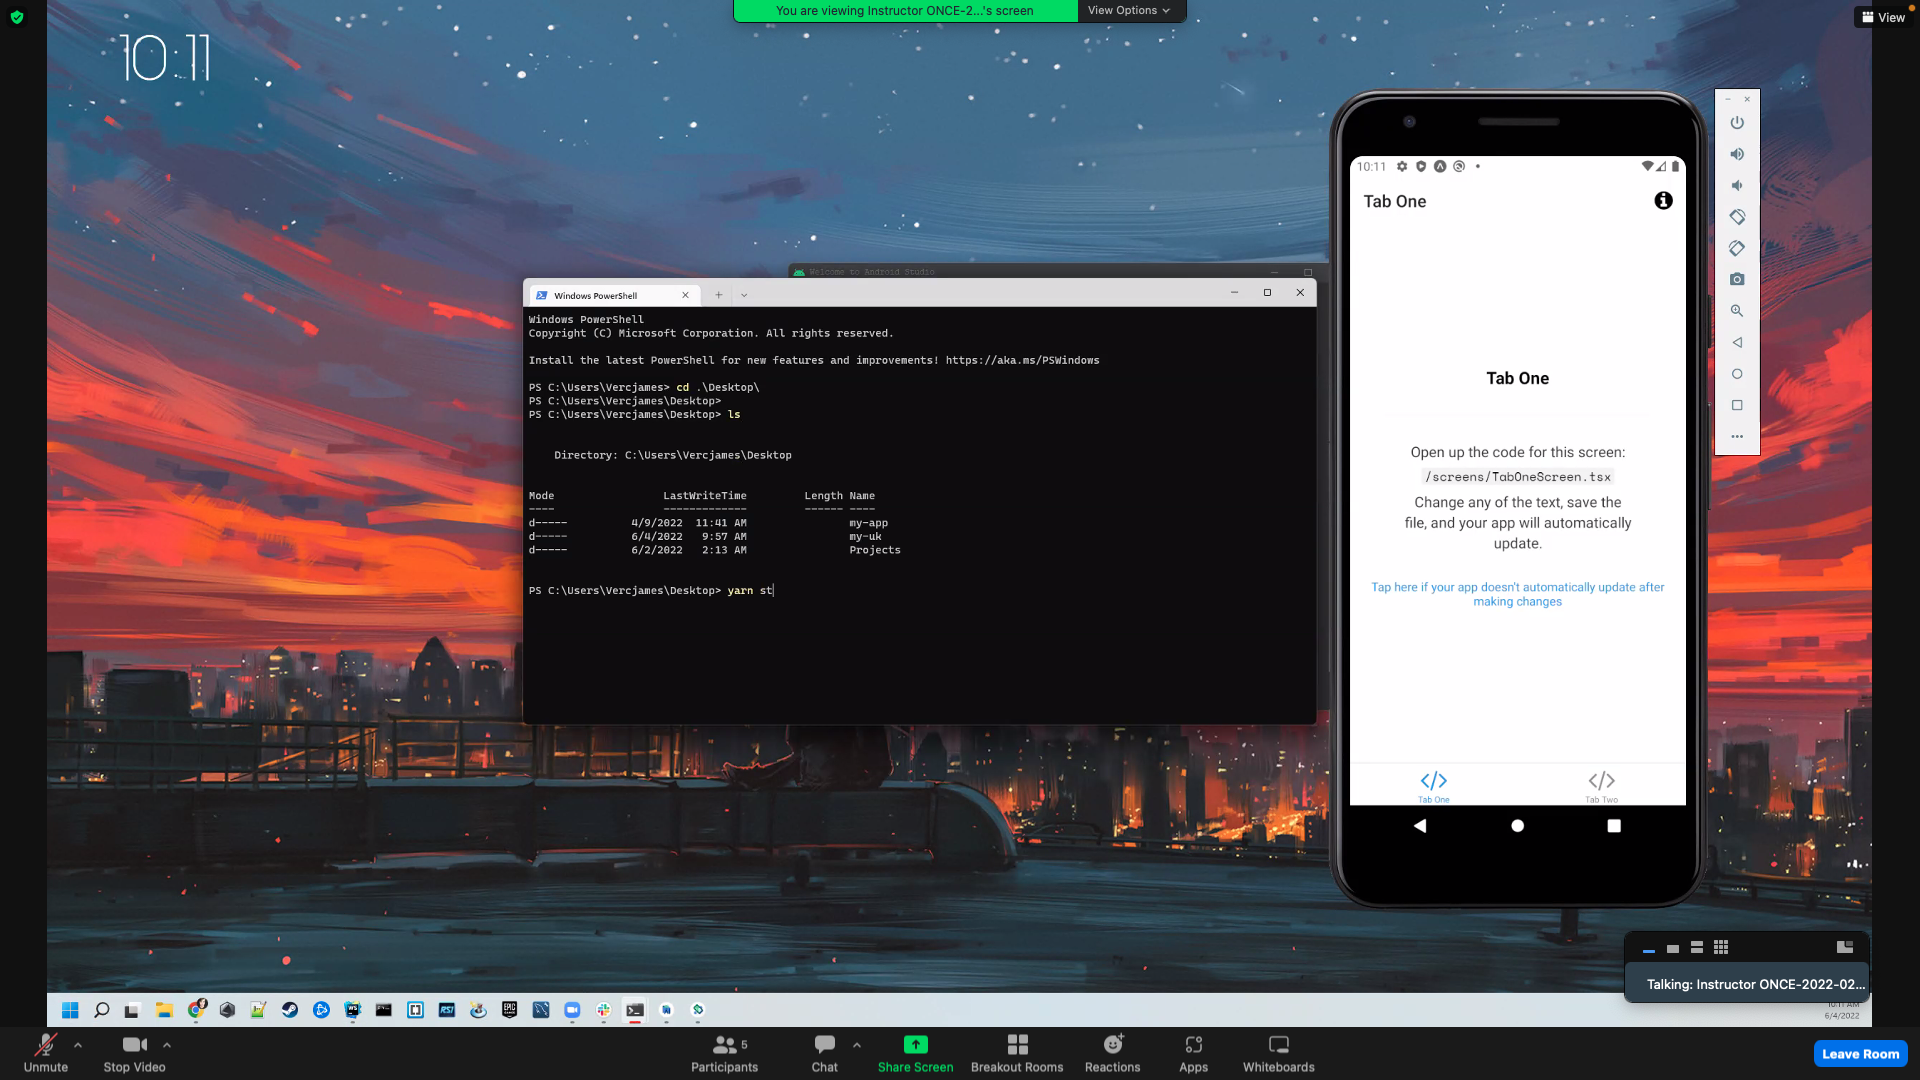 You are viewing Instructor ONCE-2...'s screen
View Options
View
10:11
10:11
Tab One
Welcome to Android Studio
Windows PowerShell
Windows PowerShell
Copyright (C) Microsoft Corporation. All rights reserved.
Install the latest PowerShell for new features and improvements! https://aka.ms/PSWindows
PS C:\Users\Vercjames> cd .\Desktop\
PS C:\Users\Vercjames\Desktop>
PS C:\Users\Vercjames\Desktop> ls
Directory: C:\Users\Vercjames\Desktop
Mode LastWriteTime Length Name
---- ------------- ------ ----
d----- 4/9/2022 11:41 AM my-app
d----- 6/4/2022 9:57 AM my-uk
d----- 6/2/2022 2:13 AM Projects
PS C:\Users\Vercjames\Desktop> yarn st
Tab One
Open up the code for this screen:
/screens/TabOneScreen.tsx
Change any of the text, save the
file, and your app will automatically
update.
Tap here if your app doesn't automatically update after
making changes
Tab One
Tab Two
Talking: Instructor ONCE-2022-02...
10:11 AM
6/4/2022
Unmute
Stop Video
5
Participants
Chat
Share Screen
Breakout Rooms
Reactions
Apps
Whiteboards
Leave Room